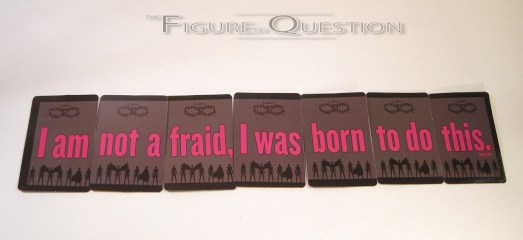 THE FIGURE IN QUESTION
I am not a fraid, I was born to do this.